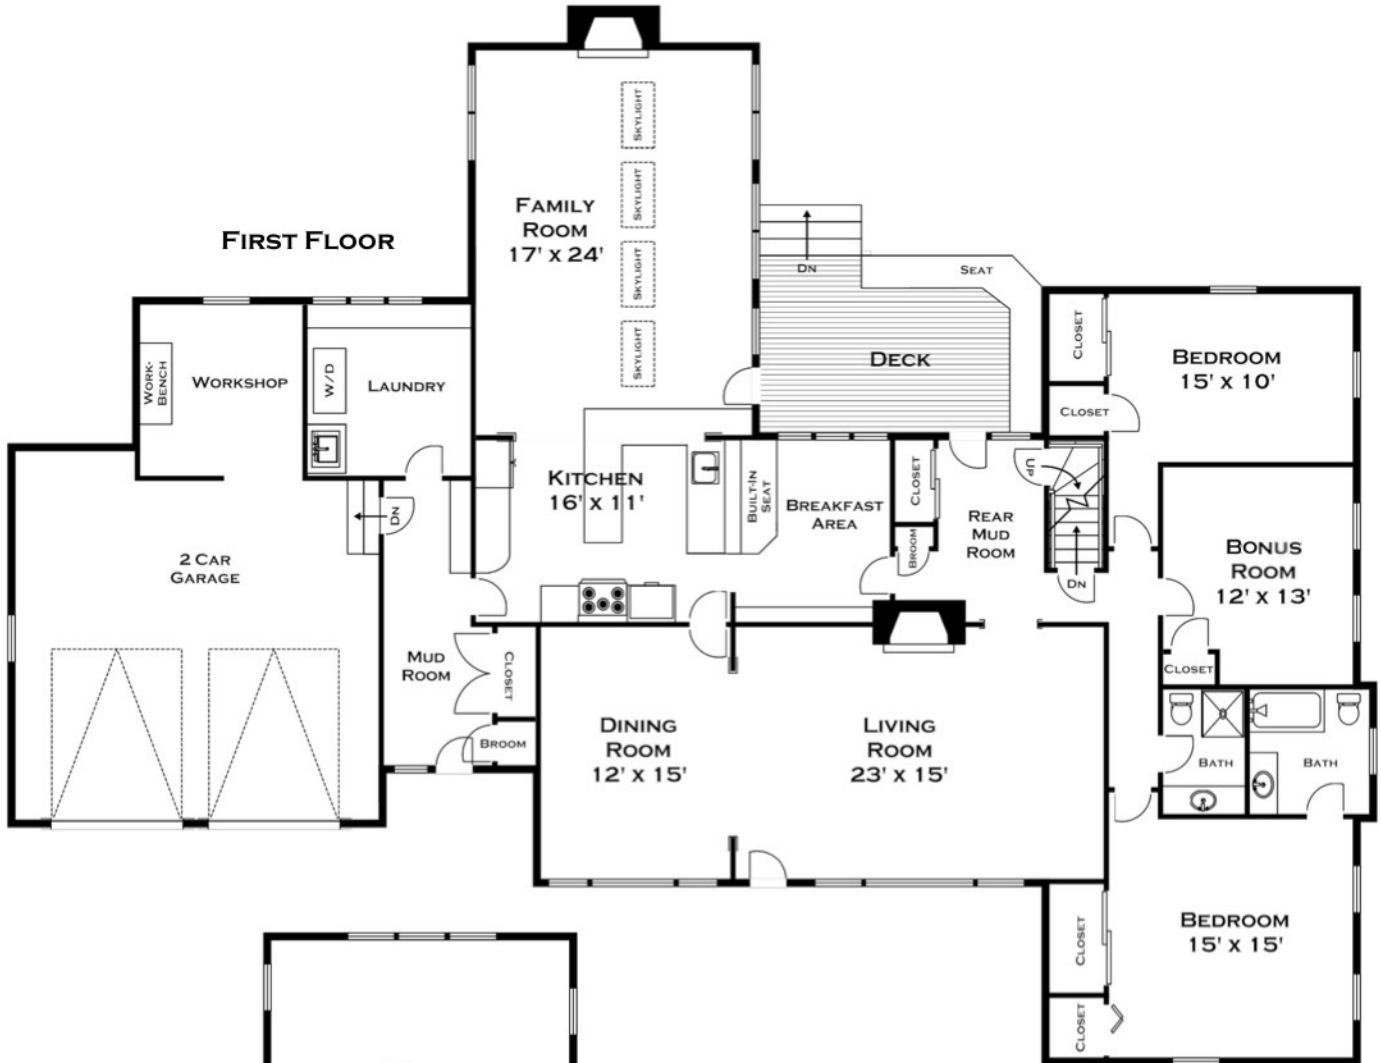 First Floor
Skylight
Skylight
Skylight
Skylight
Family
Room
17' x 24'
Dn
Seat
Deck
Work-
Bench
Workshop
W/D
Laundry
Closet
Bedroom
15' x 10'
Closet
Kitchen
16' x 11'
Built-In
Seat
Breakfast
Area
Closet
Broom
Rear
Mud
Room
Up
Dn
Dn
2 Car
Garage
Bonus
Room
12' x 13'
Closet
Mud
Room
Closet
Broom
Dining
Room
12' x 15'
Living
Room
23' x 15'
Bath
Bath
Closet
Bedroom
15' x 15'
Closet